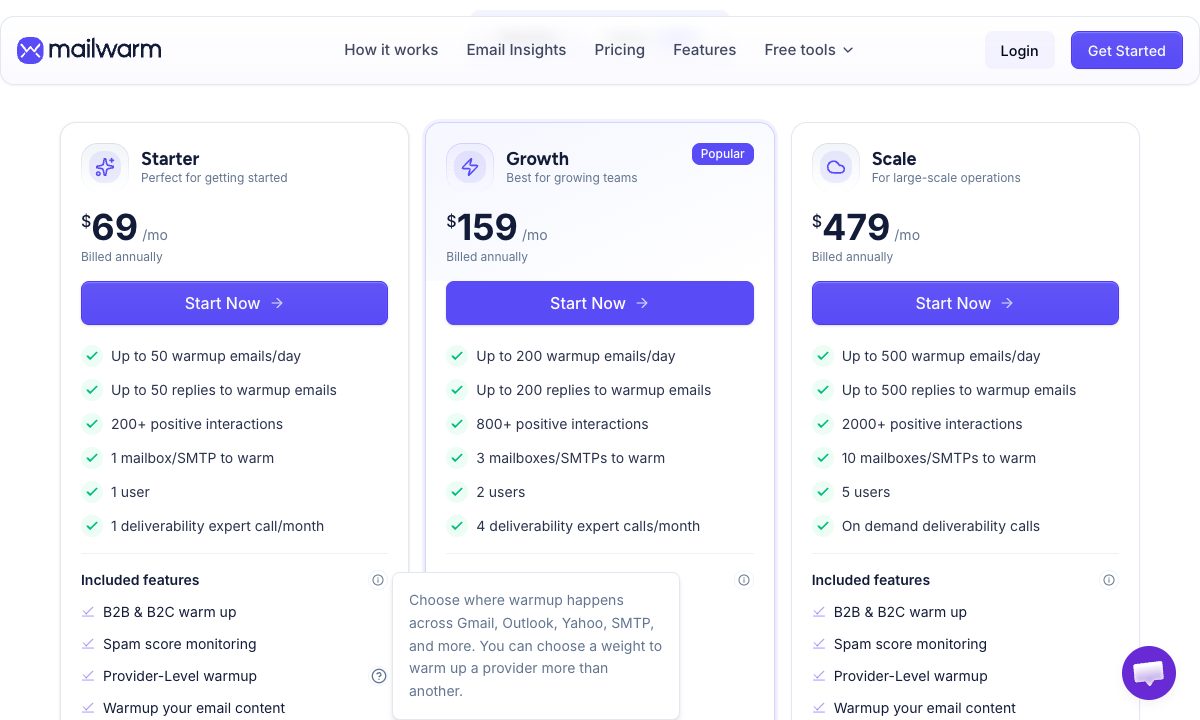 mailwarm
How it works
Email Insights
Pricing
Features
Free tools
Login
Get Started
Starter
Perfect for getting started
$69 /mo
Billed annually
Start Now
Up to 50 warmup emails/day
Up to 50 replies to warmup emails
200+ positive interactions
1 mailbox/SMTP to warm
1 user
1 deliverability expert call/month
Included features
B2B & B2C warm up
Spam score monitoring
Provider-Level warmup
Warmup your email content
Growth
Best for growing teams
Popular
$159 /mo
Billed annually
Start Now
Up to 200 warmup emails/day
Up to 200 replies to warmup emails
800+ positive interactions
3 mailboxes/SMTPs to warm
2 users
4 deliverability expert calls/month
Choose where warmup happens
across Gmail, Outlook, Yahoo, SMTP,
and more. You can choose a weight to
warm up a provider more than
another.
Scale
For large-scale operations
$479 /mo
Billed annually
Start Now
Up to 500 warmup emails/day
Up to 500 replies to warmup emails
2000+ positive interactions
10 mailboxes/SMTPs to warm
5 users
On demand deliverability calls
Included features
B2B & B2C warm up
Spam score monitoring
Provider-Level warmup
Warmup your email content